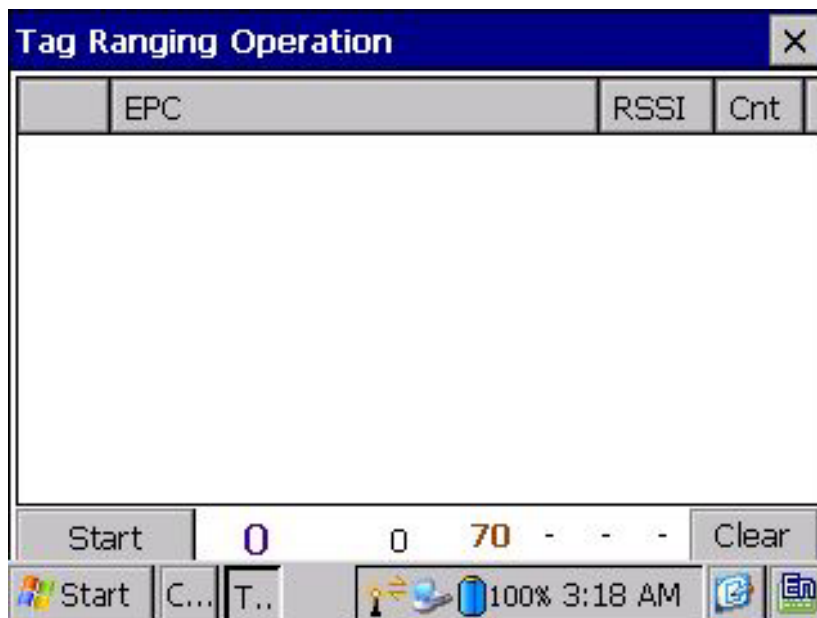 Tag Ranging Operation
EPC RSSI Cnt
Start 0 0 70 - - - Clear
Start C... T.. 100% 3:18 AM En